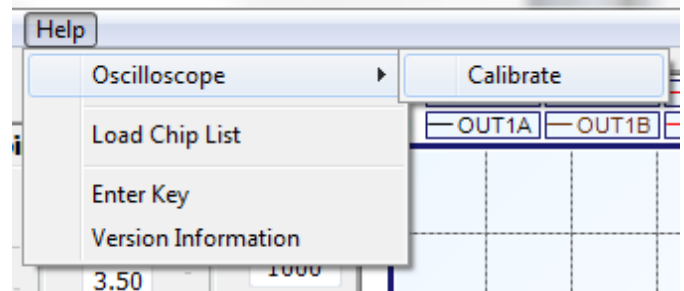 Help
Oscilloscope
Calibrate
Load Chip List
OUT1A
OUT1B
Enter Key
Version Information
3.50
1000